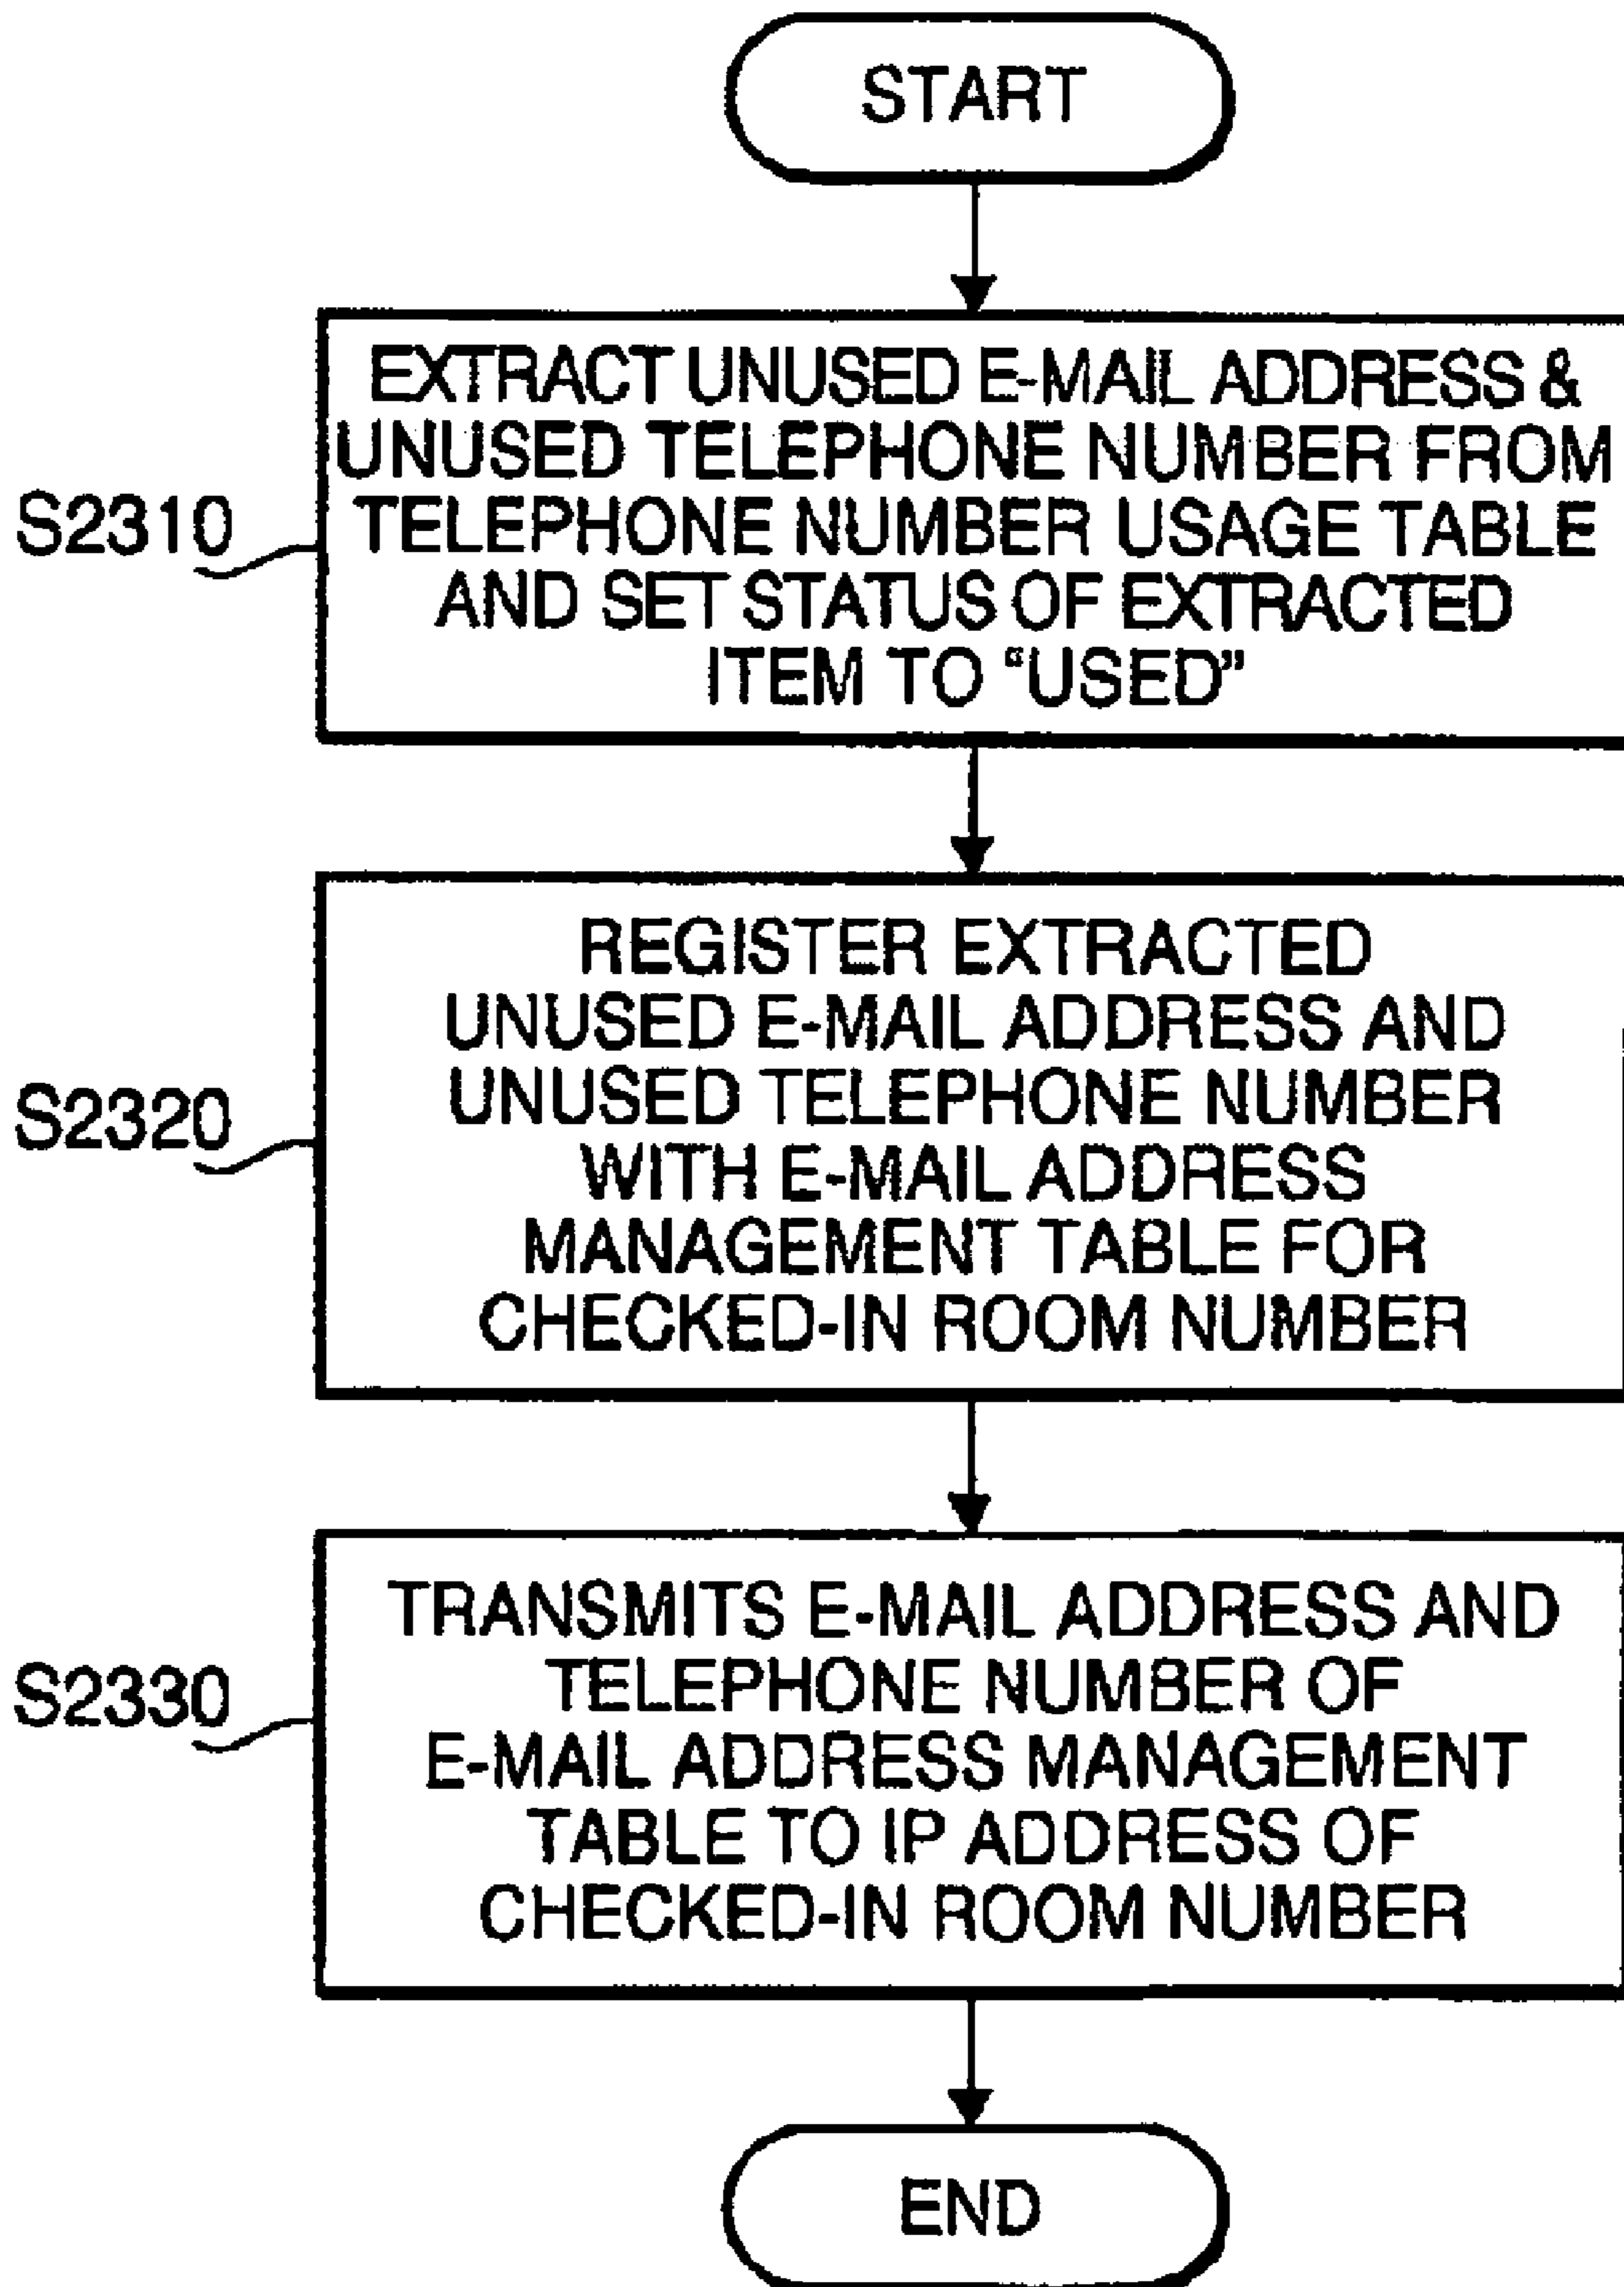 START
EXTRACT UNUSED E-MAIL ADDRESS &
UNUSED TELEPHONE NUMBER FROM
TELEPHONE NUMBER USAGE TABLE
AND SET STATUS OF EXTRACTED
ITEM TO “USED”
S2310
REGISTER EXTRACTED
UNUSED E-MAIL ADDRESS AND
UNUSED TELEPHONE NUMBER
WITH E-MAIL ADDRESS
MANAGEMENT TABLE FOR
CHECKED-IN ROOM NUMBER
S2320
TRANSMITS E-MAIL ADDRESS AND
TELEPHONE NUMBER OF
E-MAIL ADDRESS MANAGEMENT
TABLE TO IP ADDRESS OF
CHECKED-IN ROOM NUMBER
S2330
END